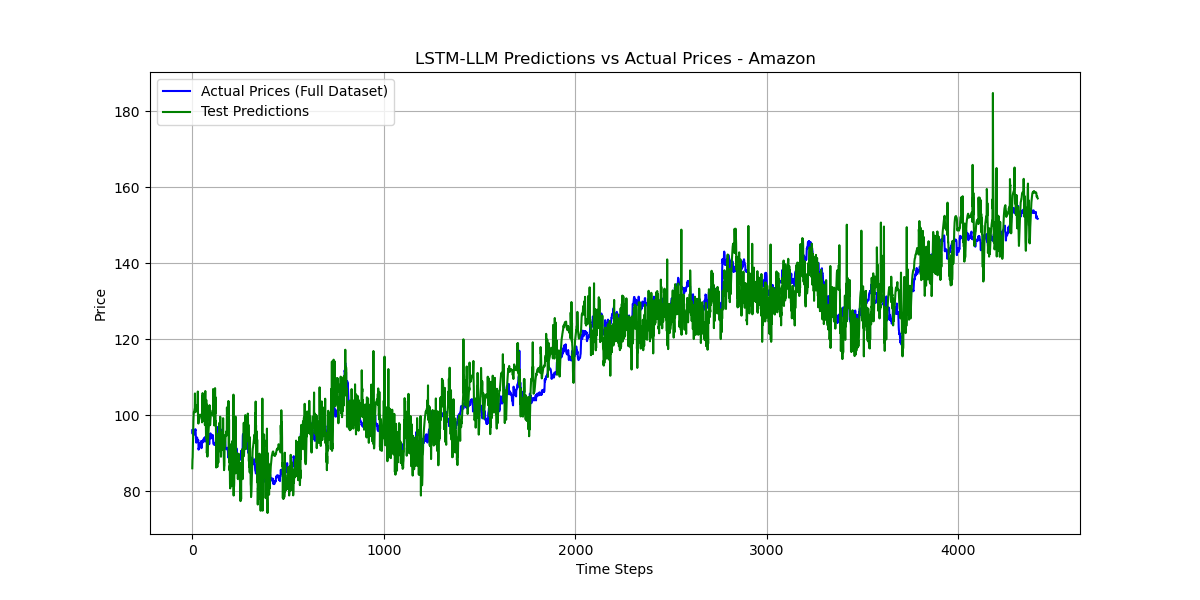 LSTM-LLM Predictions vs Actual Prices - Amazon
Actual Prices (Full Dataset)
Test Predictions
Price
180
160
140
120
100
80
0 1000 2000 3000 4000
Time Steps